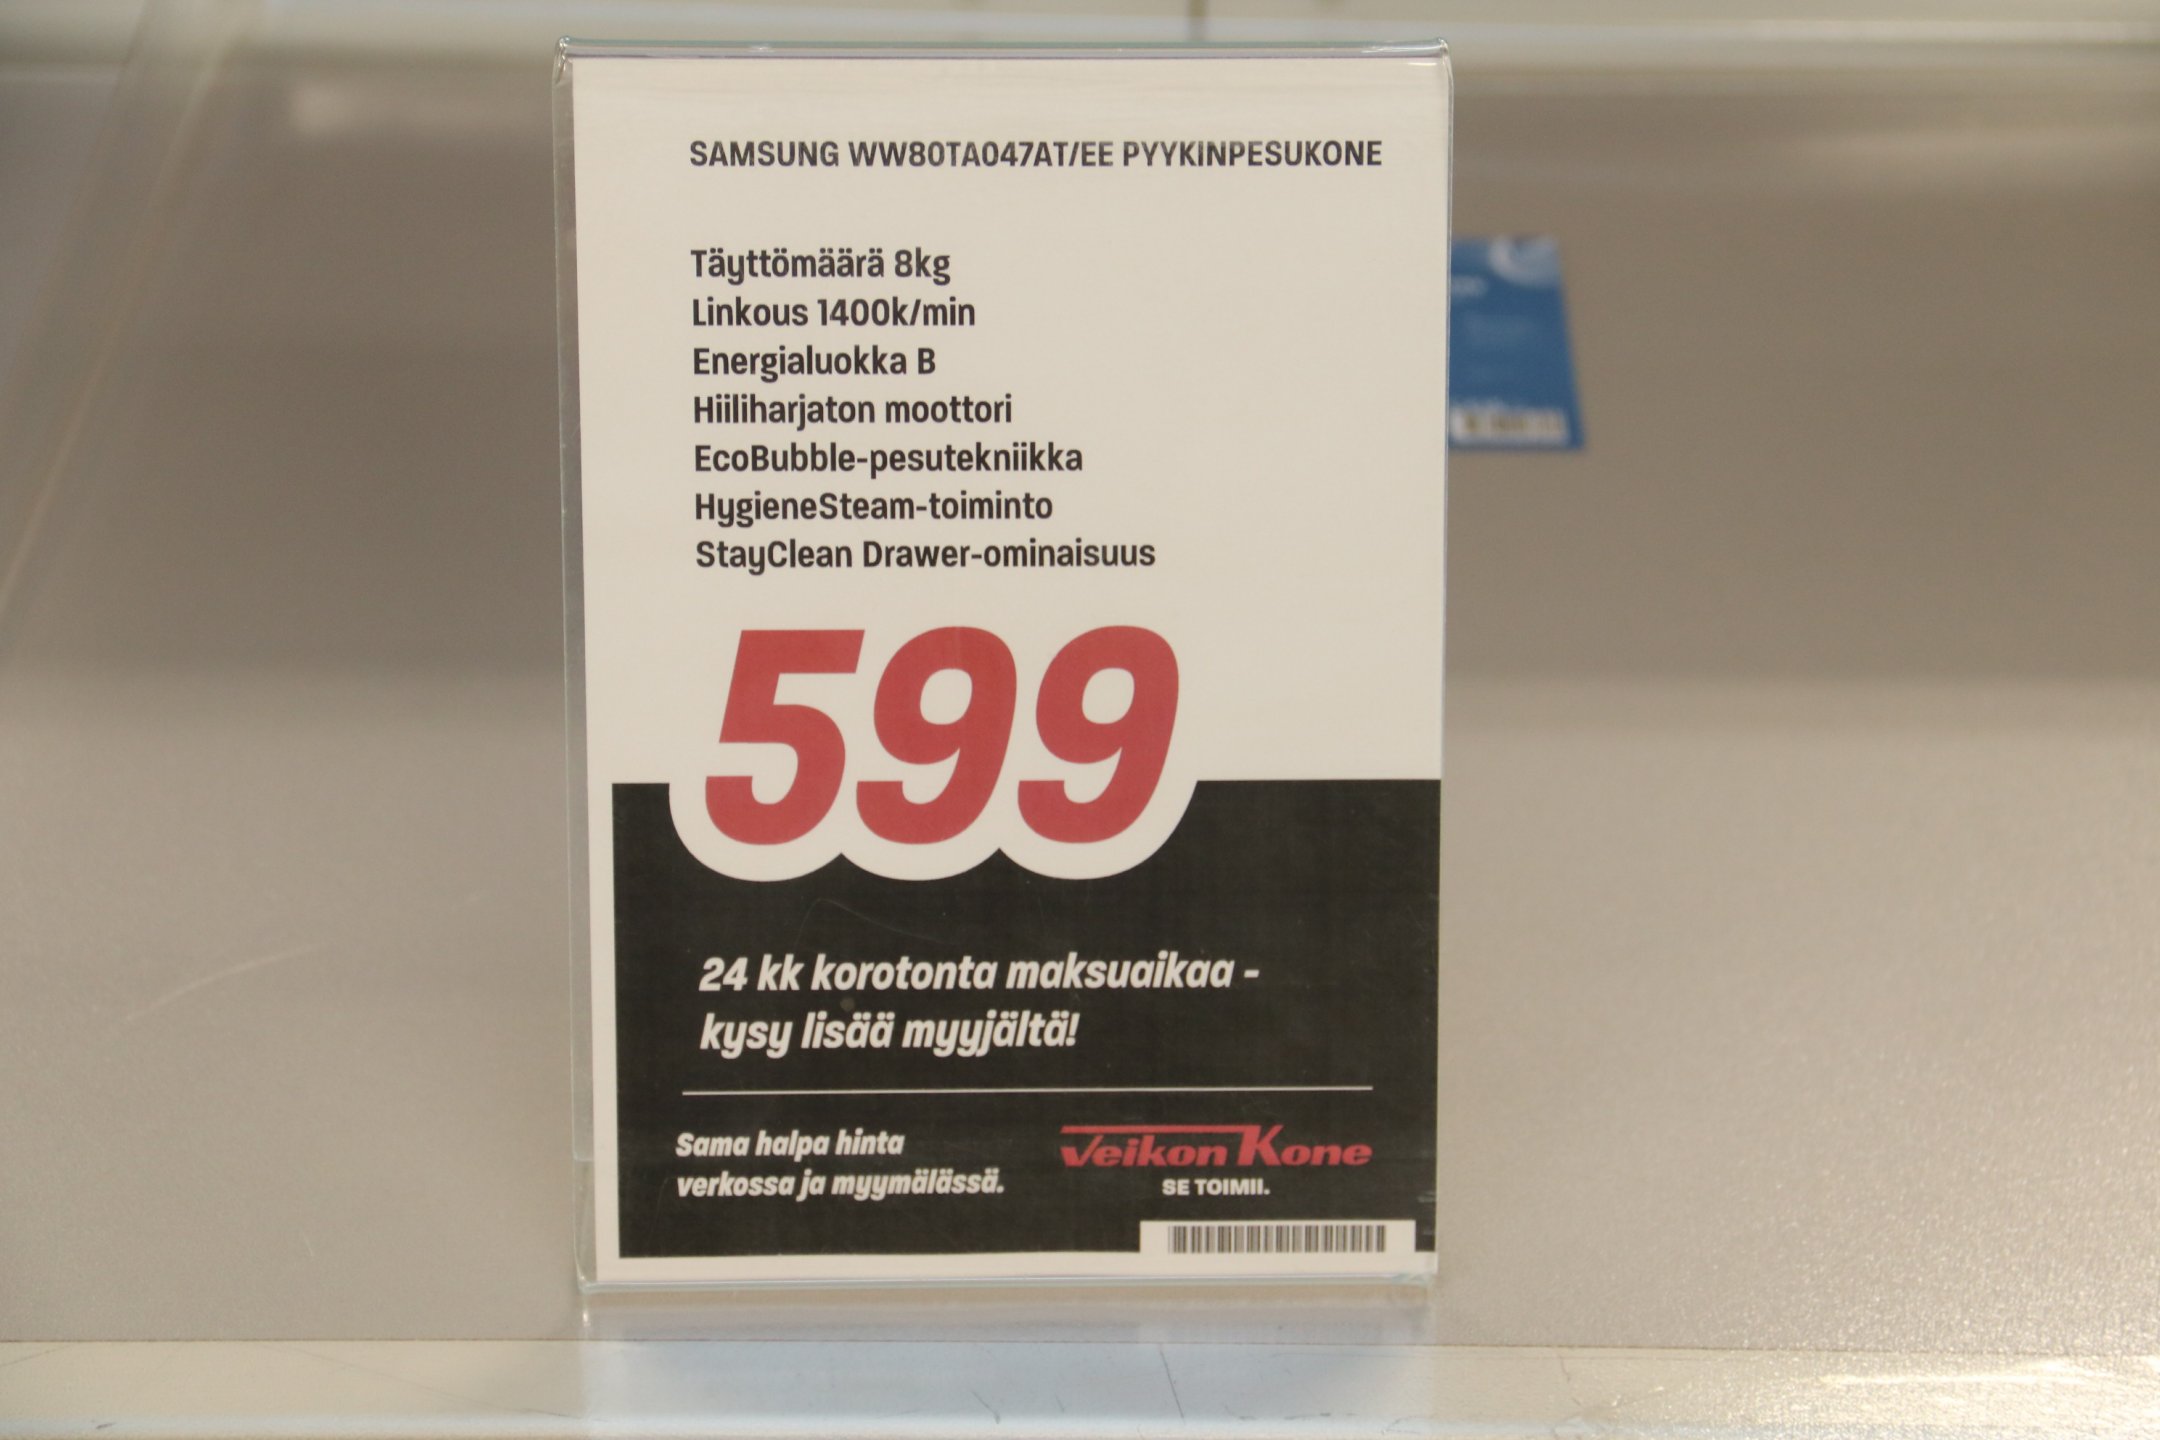 SAMSUNG WW80TA047AT/EE PYYKINPESUKONE
Täyttömäärä 8kg
Linkous 1400k/min
Energialuokka B
Hiiliharjaton moottori
EcoBubble-pesutekniikka
HygieneSteam-toiminto
StayClean Drawer-ominaisuus
599
24 kk korotonta maksuaikaa -
kysy lisää myyjältä!
Sama halpa hinta
verkossa ja myymälässä.
Veikon Kone
SE TOIMII.